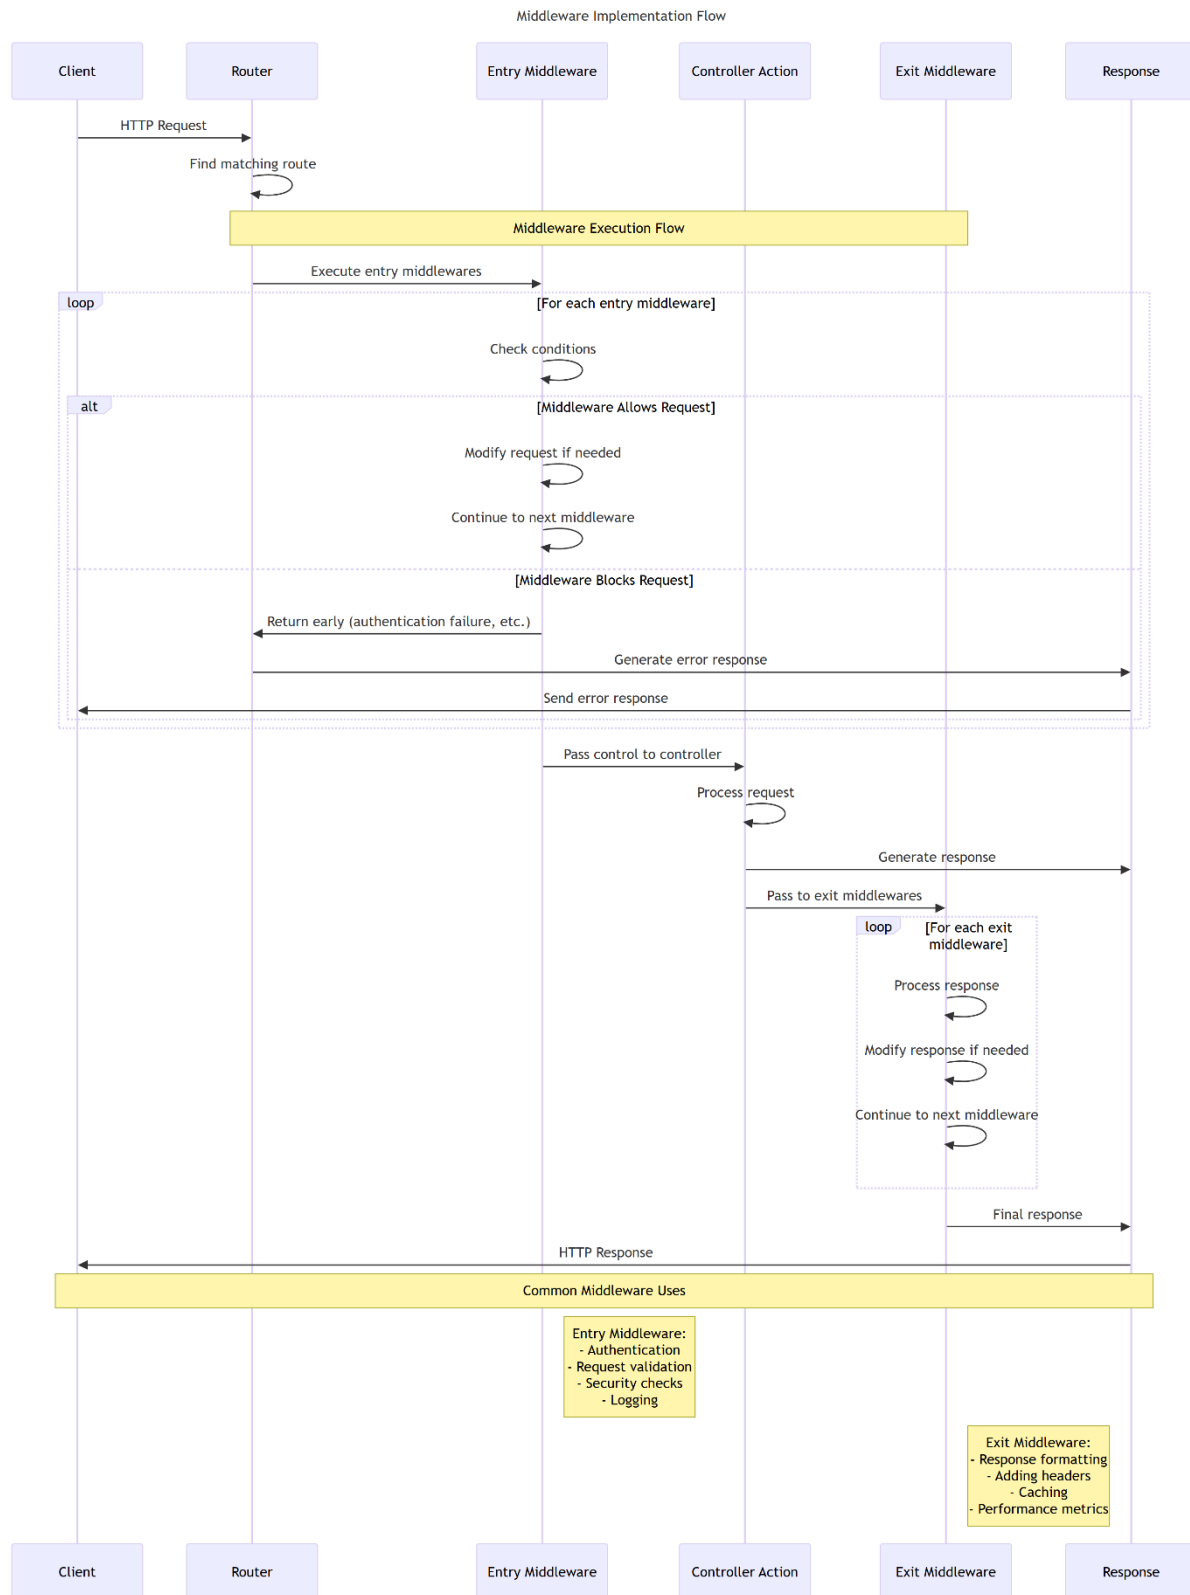 Middleware Implementation Flow
Client
Router
Entry Middleware
Controller Action
Exit Middleware
Response
HTTP Request
Find matching route
Middleware Execution Flow
Execute entry middlewares
loop
[For each entry middleware]
Check conditions
alt
[Middleware Allows Request]
Modify request if needed
Continue to next middleware
[Middleware Blocks Request]
Return early (authentication failure, etc.)
Generate error response
Send error response
Pass control to controller
Process request
Generate response
Pass to exit middlewares
loop
[For each exit
middleware]
Process response
Modify response if needed
Continue to next middleware
Final response
HTTP Response
Common Middleware Uses
Entry Middleware:
- Authentication
- Request validation
- Security checks
- Logging
Exit Middleware:
- Response formatting
- Adding headers
- Caching
- Performance metrics
Client
Router
Entry Middleware
Controller Action
Exit Middleware
Response